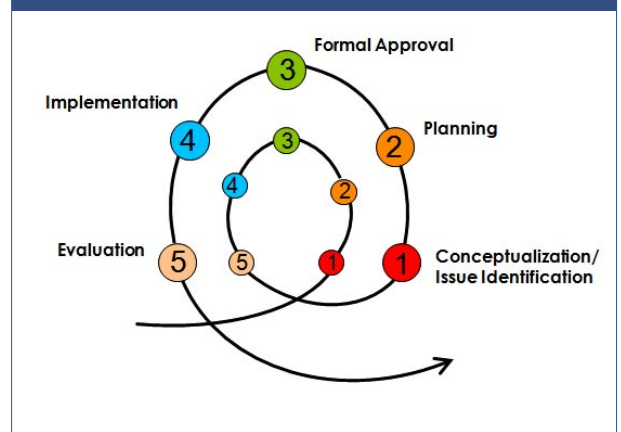 Formal Approval
3
Implementation
4
Planning
2
3
4
2
Evaluation
5
5
1
1
Conceptualization/
Issue Identification